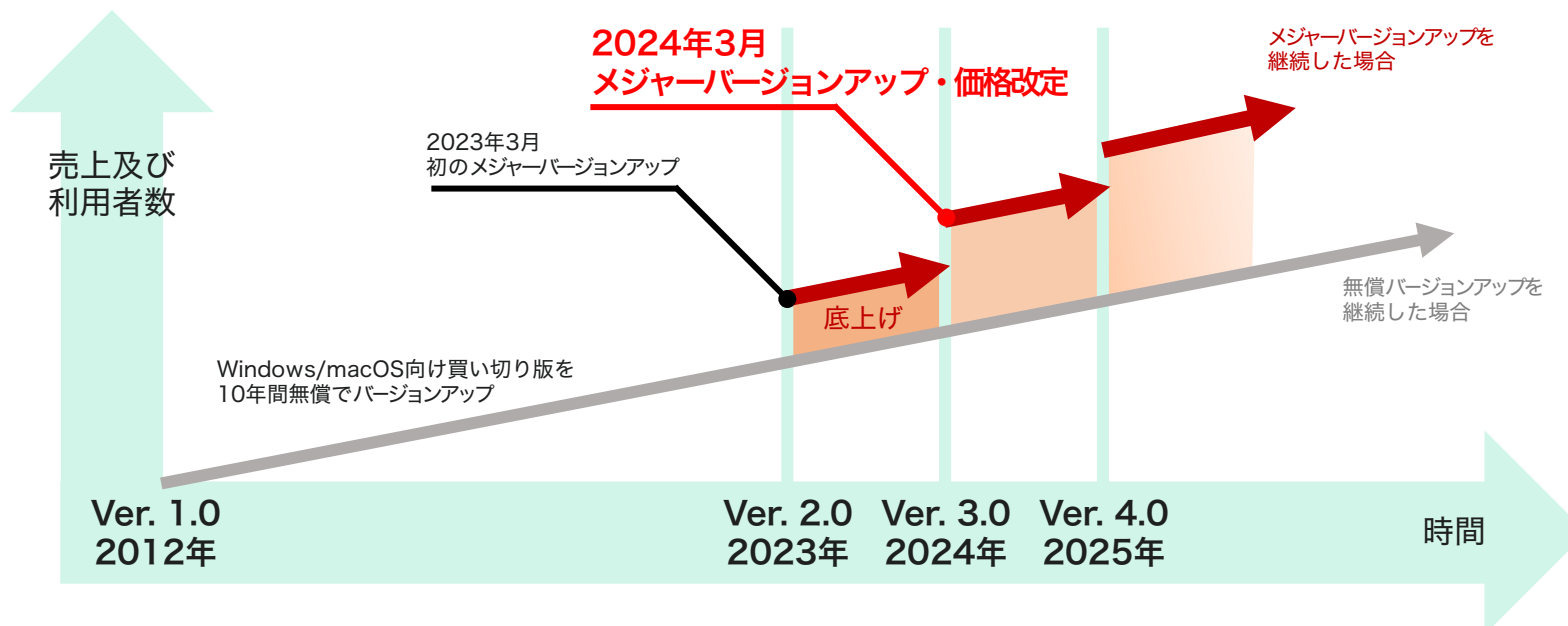 2024年3月
メジャーバージョンアップ・価格改定
メジャーバージョンアップを
継続した場合
2023年3月
初のメジャーバージョンアップ
売上及び
利用者数
無償バージョンアップを
継続した場合
底上げ
Windows/macOS向け買い切り版を
10年間無償でバージョンアップ
Ver. 1.0
2012年
Ver. 2.0
2023年
Ver. 3.0
2024年
Ver. 4.0
2025年
時間